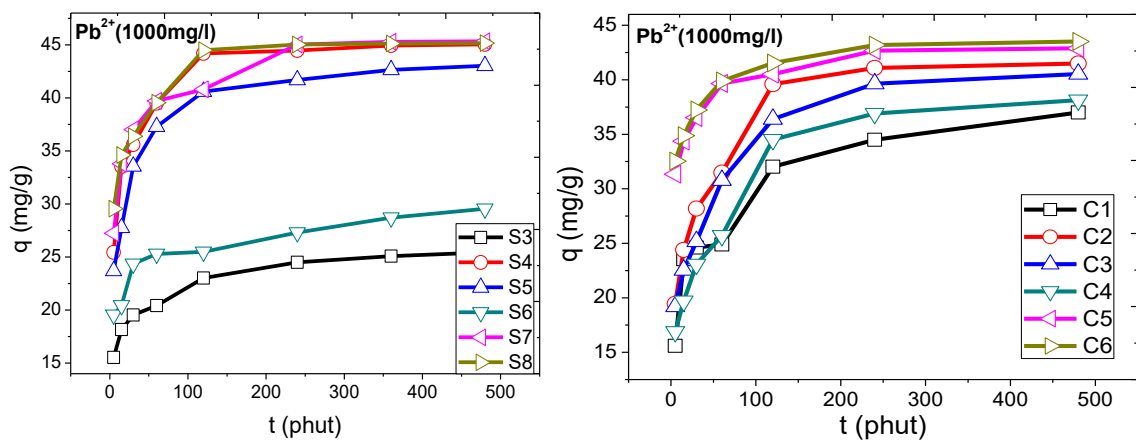 Pb²⁺(1000mg/l)
45
40
35
30
25
20
15
q (mg/g)
0 100 200 300 400 500
t (phut)
S3
S4
S5
S6
S7
S8
Pb²⁺(1000mg/l)
45
40
35
30
25
20
15
q (mg/g)
0 100 200 300 400 500
t (phut)
C1
C2
C3
C4
C5
C6